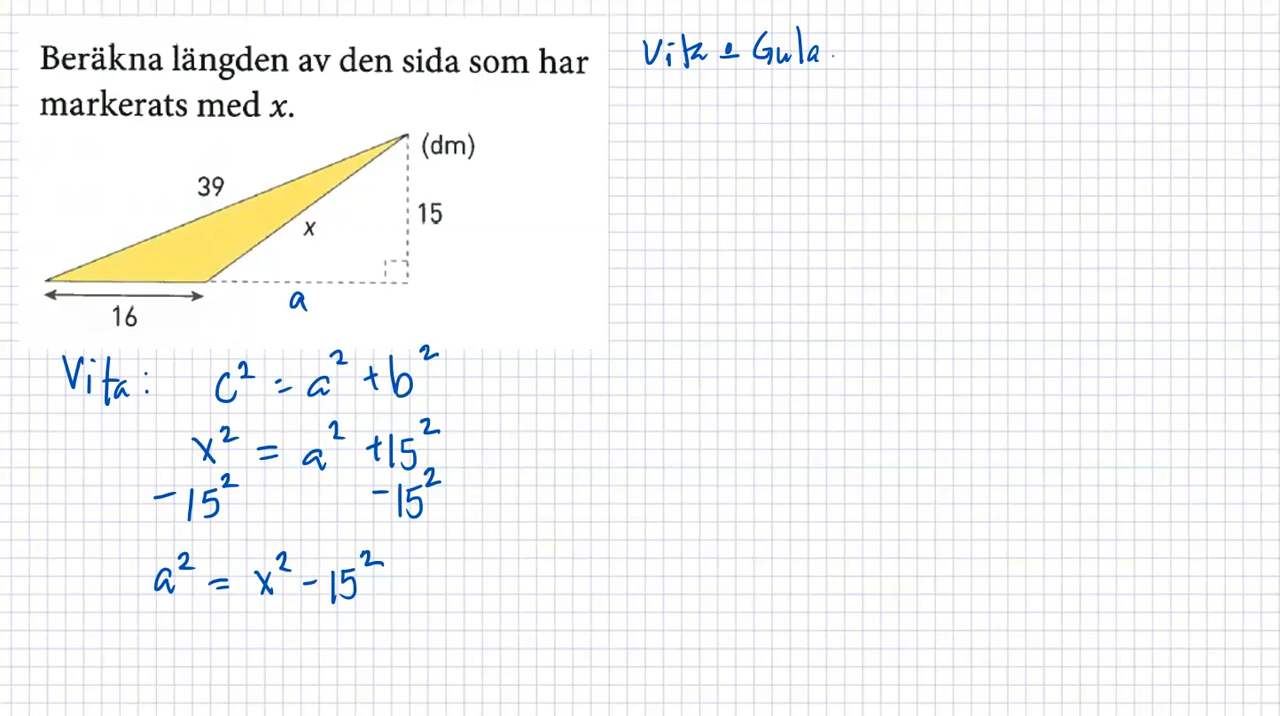 Beräkna längden av den sida som har
markerats med x.
(dm)
39
15
x
a
16
Vita: c² = a² + b²
x² = a² + 15²
-15² -15²
a² = x² - 15²
Vita Gula